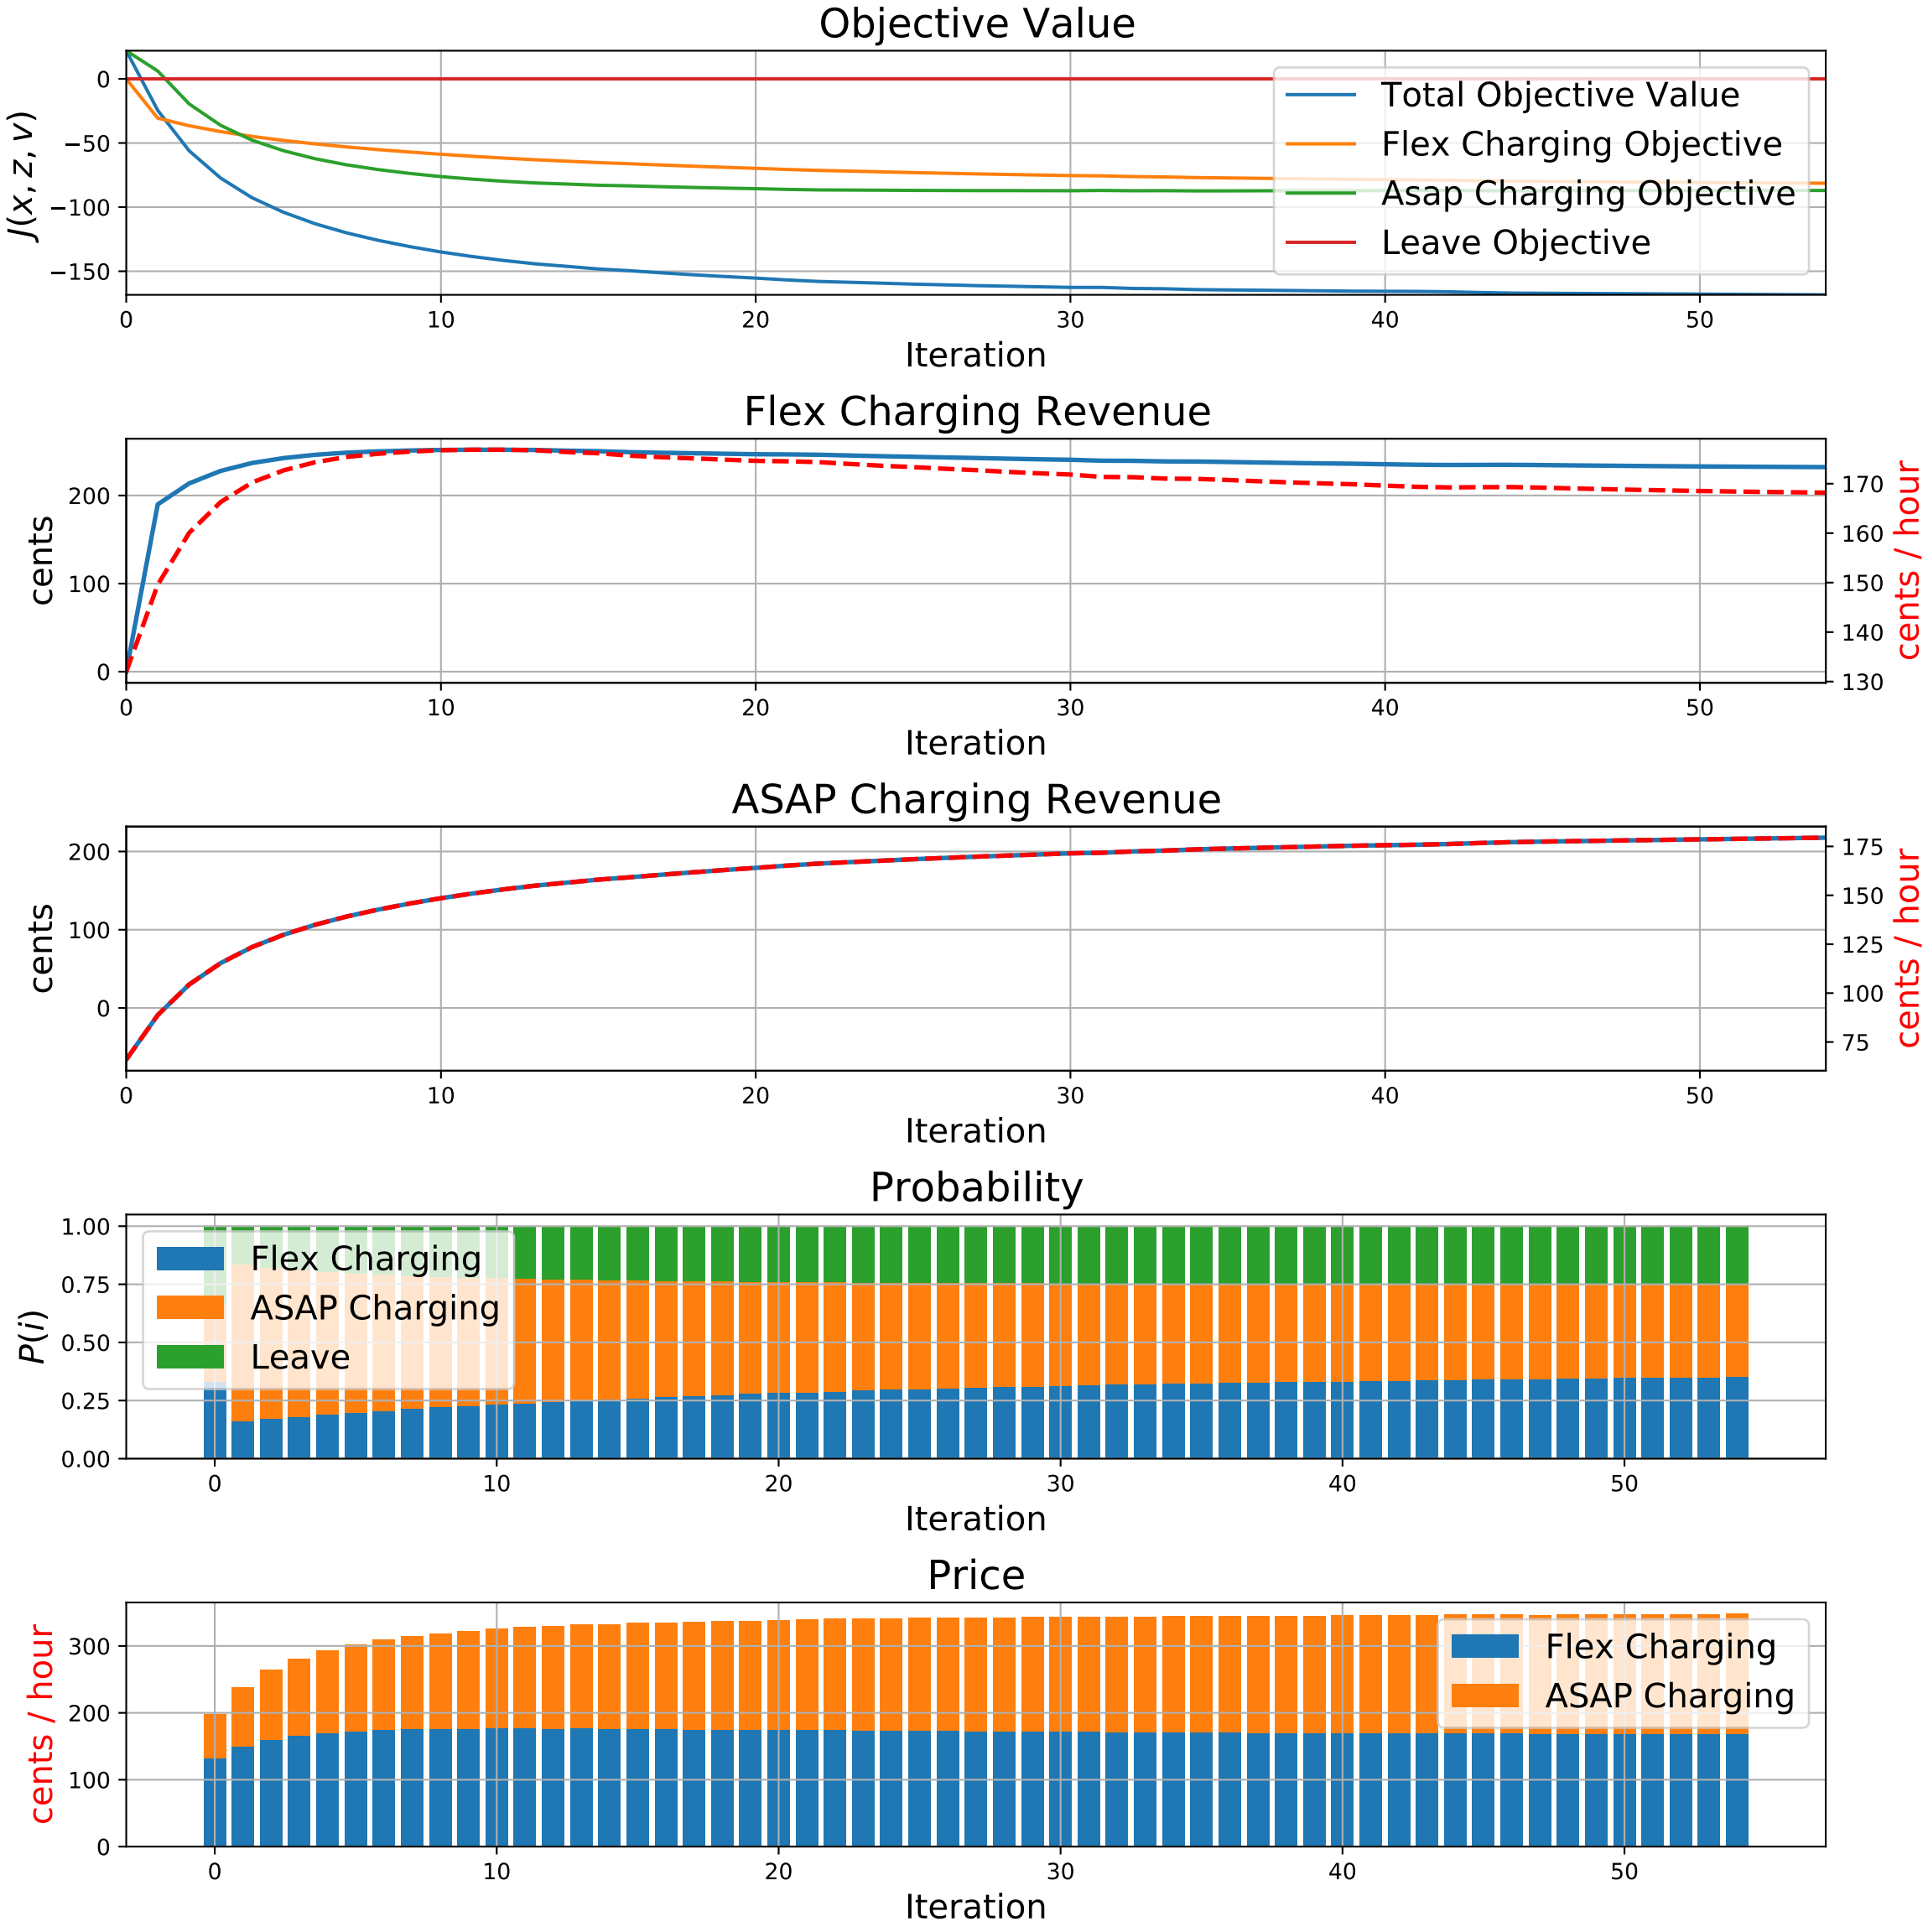 Objective Value
J(x, z, v)
0
−50
−100
−150
Total Objective Value
Flex Charging Objective
Asap Charging Objective
Leave Objective
0 10 20 30 40 50
Iteration
Flex Charging Revenue
cents
200
100
0
170
160
150
140
130
cents / hour
0 10 20 30 40 50
Iteration
ASAP Charging Revenue
cents
200
100
0
175
150
125
100
75
cents / hour
0 10 20 30 40 50
Iteration
Probability
P(i)
1.00
0.75
0.50
0.25
0.00
Flex Charging
ASAP Charging
Leave
0 10 20 30 40 50
Iteration
Price
cents / hour
300
200
100
0
Flex Charging
ASAP Charging
0 10 20 30 40 50
Iteration